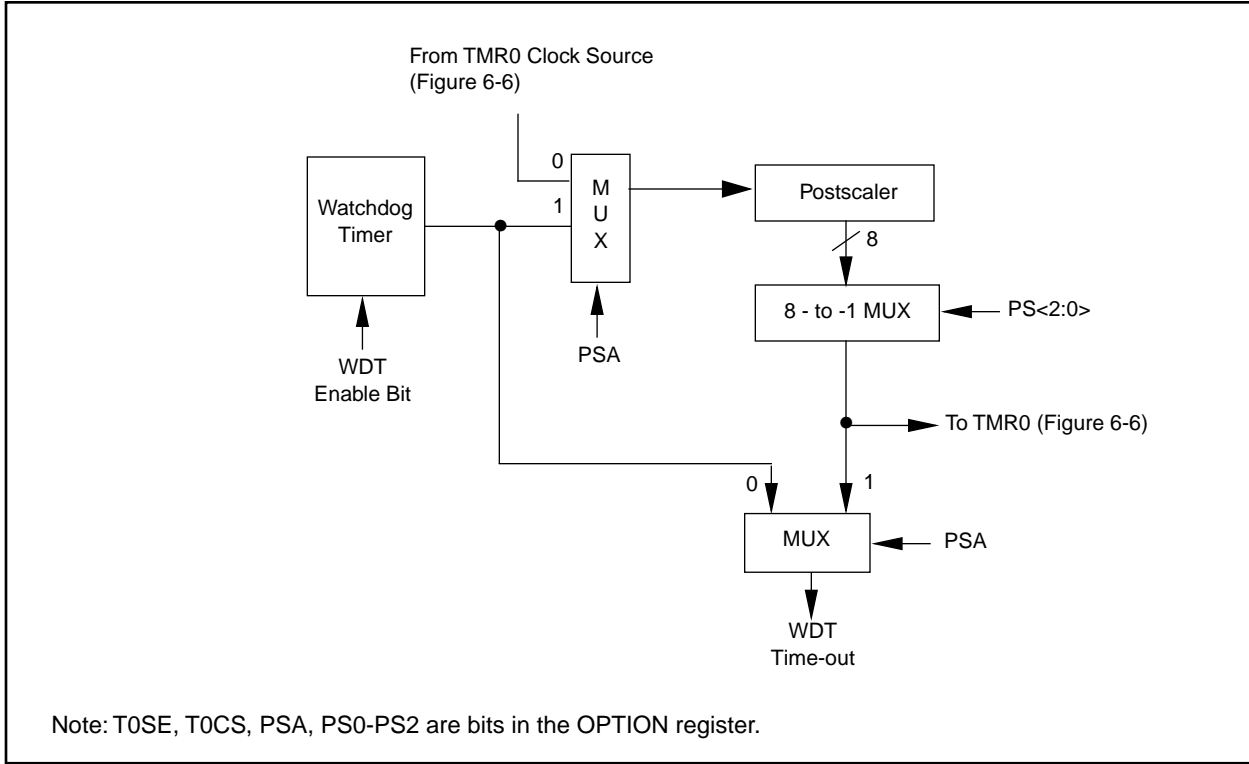 From TMR0 Clock Source
(Figure 6-6)
0
M
U
X
1
Watchdog
Timer
Postscaler
8
8 - to -1 MUX
PS<2:0>
PSA
WDT
Enable Bit
To TMR0 (Figure 6-6)
0
1
MUX
PSA
WDT
Time-out
Note: T0SE, T0CS, PSA, PS0-PS2 are bits in the OPTION register.